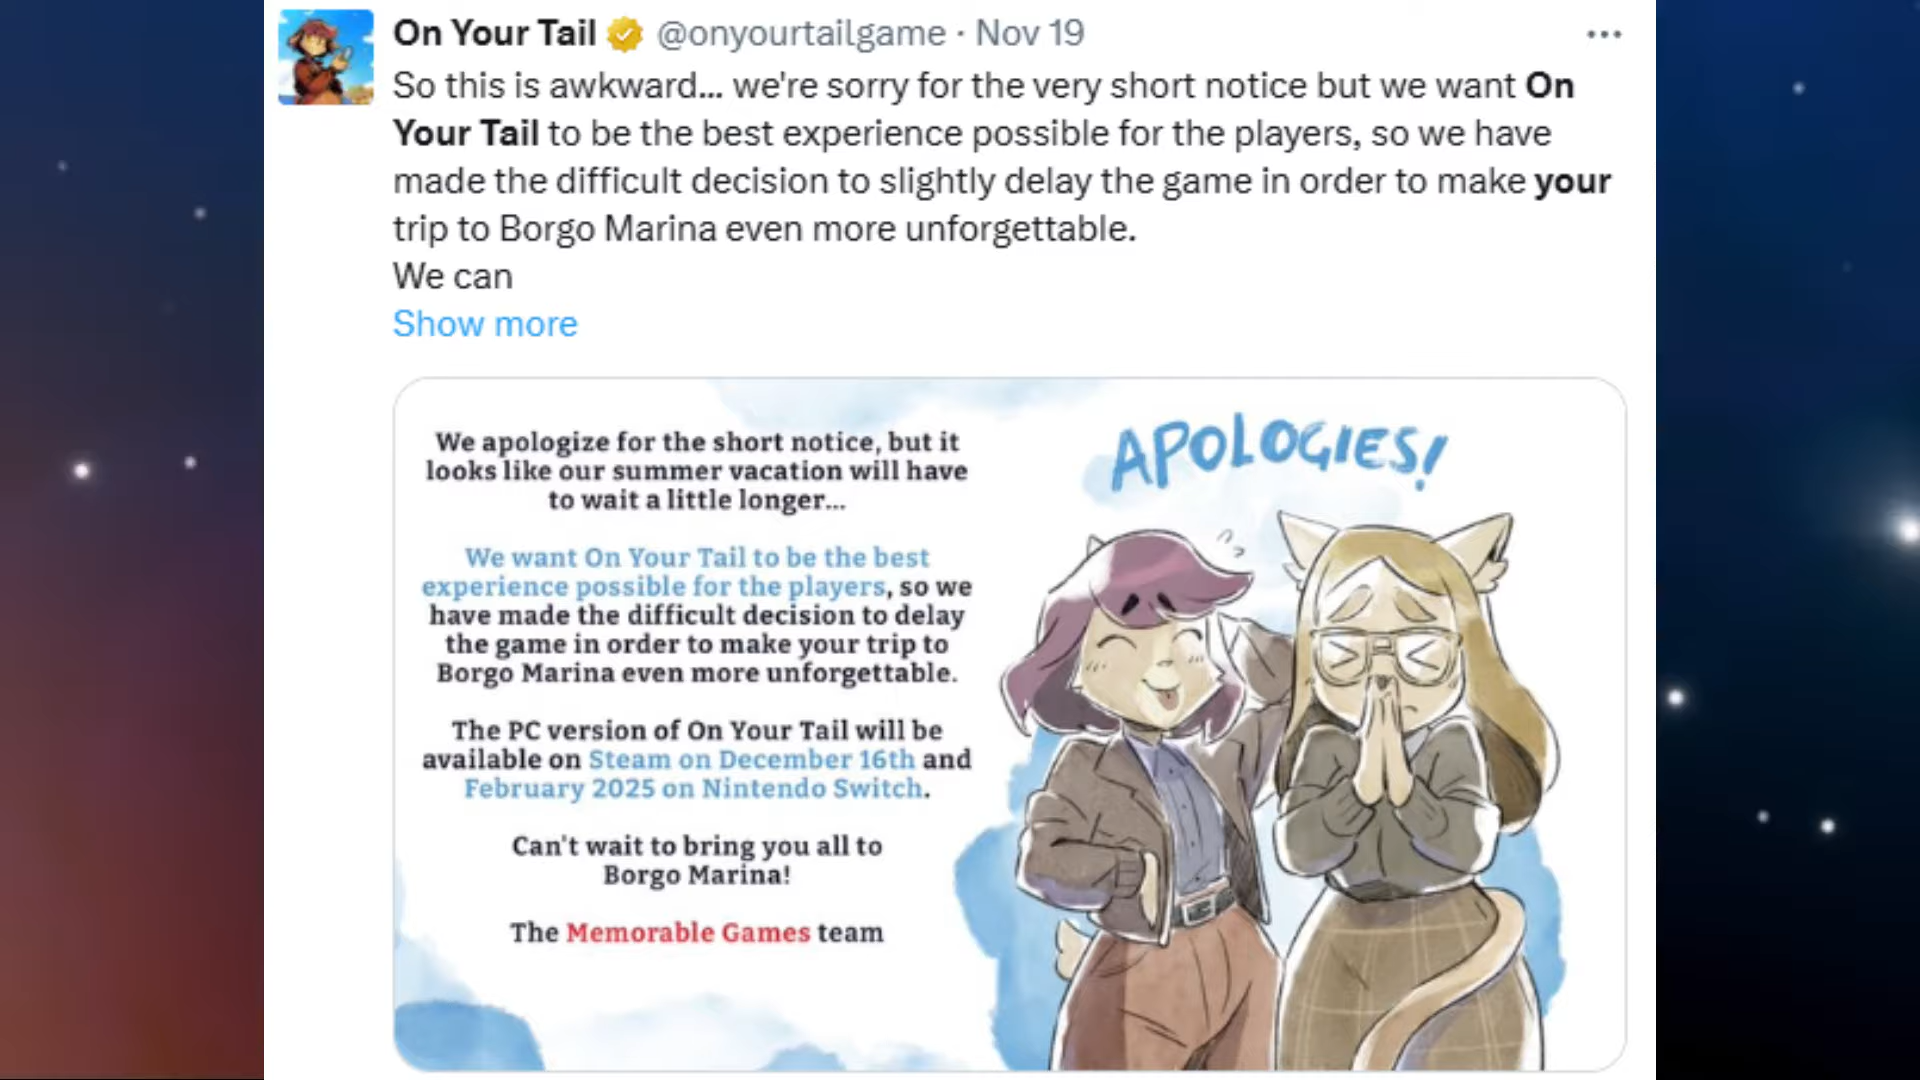 On Your Tail @onyourtailgame · Nov 19
So this is awkward... we're sorry for the very short notice but we want On
Your Tail to be the best experience possible for the players, so we have
made the difficult decision to slightly delay the game in order to make your
trip to Borgo Marina even more unforgettable.
We can
Show more
APOLOGIES!
We apologize for the short notice, but it
looks like our summer vacation will have
to wait a little longer...
We want On Your Tail to be the best
experience possible for the players, so we
have made the difficult decision to delay
the game in order to make your trip to
Borgo Marina even more unforgettable.
The PC version of On Your Tail will be
available on Steam on December 16th and
February 2025 on Nintendo Switch.
Can't wait to bring you all to
Borgo Marina!
The Memorable Games team